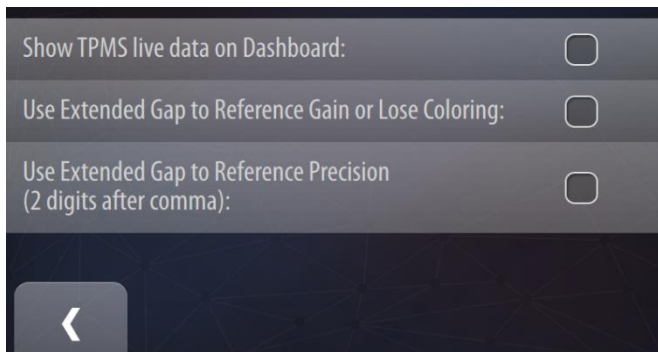 Show TPMS live data on Dashboard:
Use Extended Gap to Reference Gain or Lose Coloring:
Use Extended Gap to Reference Precision
(2 digits after comma):